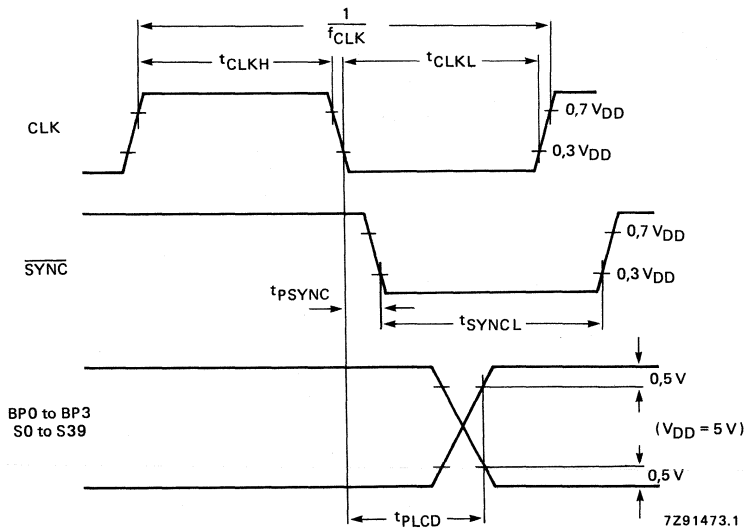 1
fCLK
tCLKH
tCLKL
CLK
0,7 VDD
0,3 VDD
SYNC
0,7 VDD
0,3 VDD
tPSYNC
tSYNCL
BP0 to BP3
S0 to S39
0,5 V
(VDD = 5 V)
0,5 V
tPLCD
7Z91473.1